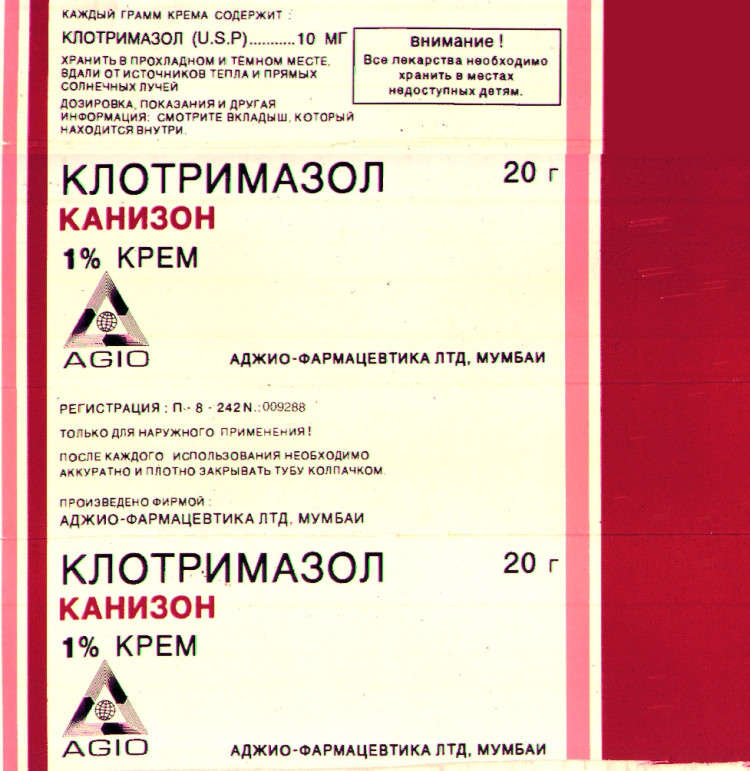 КАЖДЫЙ ГРАММ КРЕМА СОДЕРЖИТ :
КЛОТРИМАЗОЛ (U.S.P)...........10 МГ
ХРАНИТЬ В ПРОХЛАДНОМ И ТЁМНОМ МЕСТЕ,
ВДАЛИ ОТ ИСТОЧНИКОВ ТЕПЛА И ПРЯМЫХ
СОЛНЕЧНЫХ ЛУЧЕЙ
ДОЗИРОВКА, ПОКАЗАНИЯ И ДРУГАЯ
ИНФОРМАЦИЯ: СМОТРИТЕ ВКЛАДЫШ, КОТОРЫЙ
НАХОДИТСЯ ВНУТРИ.
внимание !
Все лекарства необходимо
хранить в местах
недоступных детям.
КЛОТРИМАЗОЛ 20 г
КАНИЗОН
1% КРЕМ
AGIO
АДЖИО-ФАРМАЦЕВТИКА ЛТД, МУМБАИ
РЕГИСТРАЦИЯ : П-- 8 - 242 N.:009288
ТОЛЬКО ДЛЯ НАРУЖНОГО ПРИМЕНЕНИЯ!
ПОСЛЕ КАЖДОГО ИСПОЛЬЗОВАНИЯ НЕОБХОДИМО
АККУРАТНО И ПЛОТНО ЗАКРЫВАТЬ ТУБУ КОЛПАЧКОМ.
ПРОИЗВЕДЕНО ФИРМОЙ :
АДЖИО-ФАРМАЦЕВТИКА ЛТД, МУМБАИ
КЛОТРИМАЗОЛ 20 г
КАНИЗОН
1% КРЕМ
AGIO
АДЖИО-ФАРМАЦЕВТИКА ЛТД, МУМБАИ